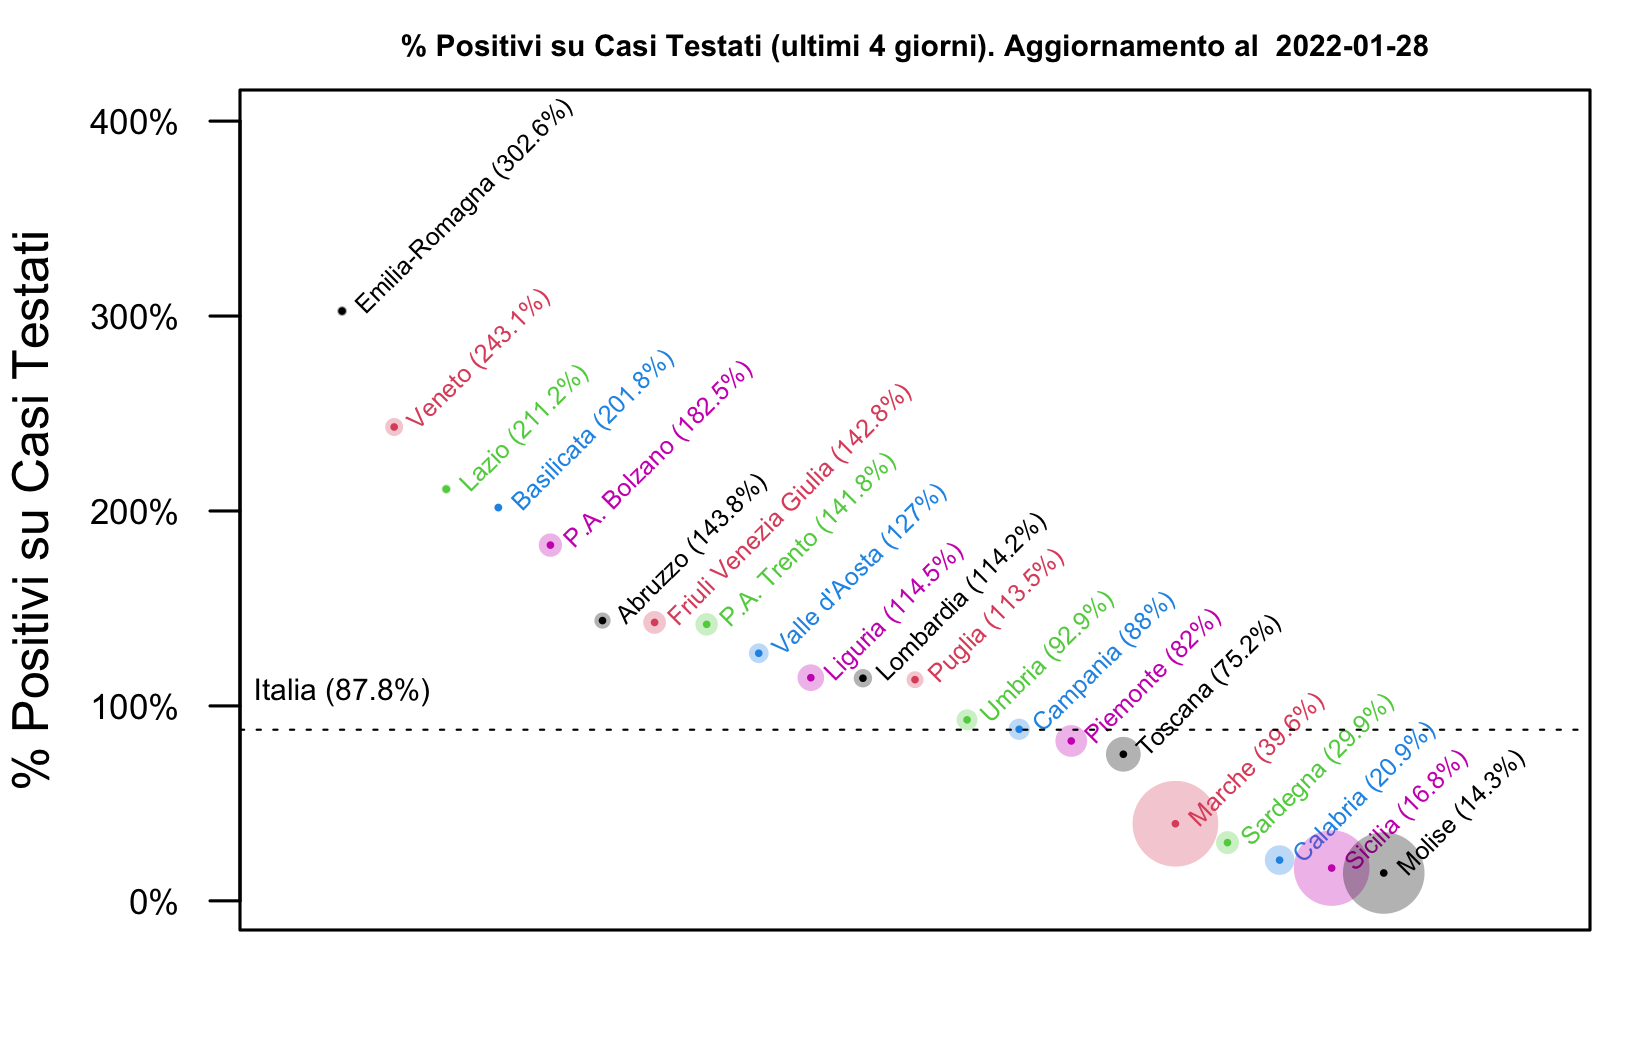 % Positivi su Casi Testati (ultimi 4 giorni). Aggiornamento al  2022-01-28
% Positivi su Casi Testati
400%
300%
200%
100%
0%
Emilia-Romagna (302.6%)
Veneto (243.1%)
Lazio (211.2%)
Basilicata (201.8%)
P.A. Bolzano (182.5%)
Abruzzo (143.8%)
Friuli Venezia Giulia (142.8%)
P.A. Trento (141.8%)
Valle d'Aosta (127%)
Liguria (114.5%)
Lombardia (114.2%)
Puglia (113.5%)
Umbria (92.9%)
Campania (88%)
Piemonte (82%)
Toscana (75.2%)
Marche (39.6%)
Sardegna (29.9%)
Calabria (20.9%)
Sicilia (16.8%)
Molise (14.3%)
Italia (87.8%)